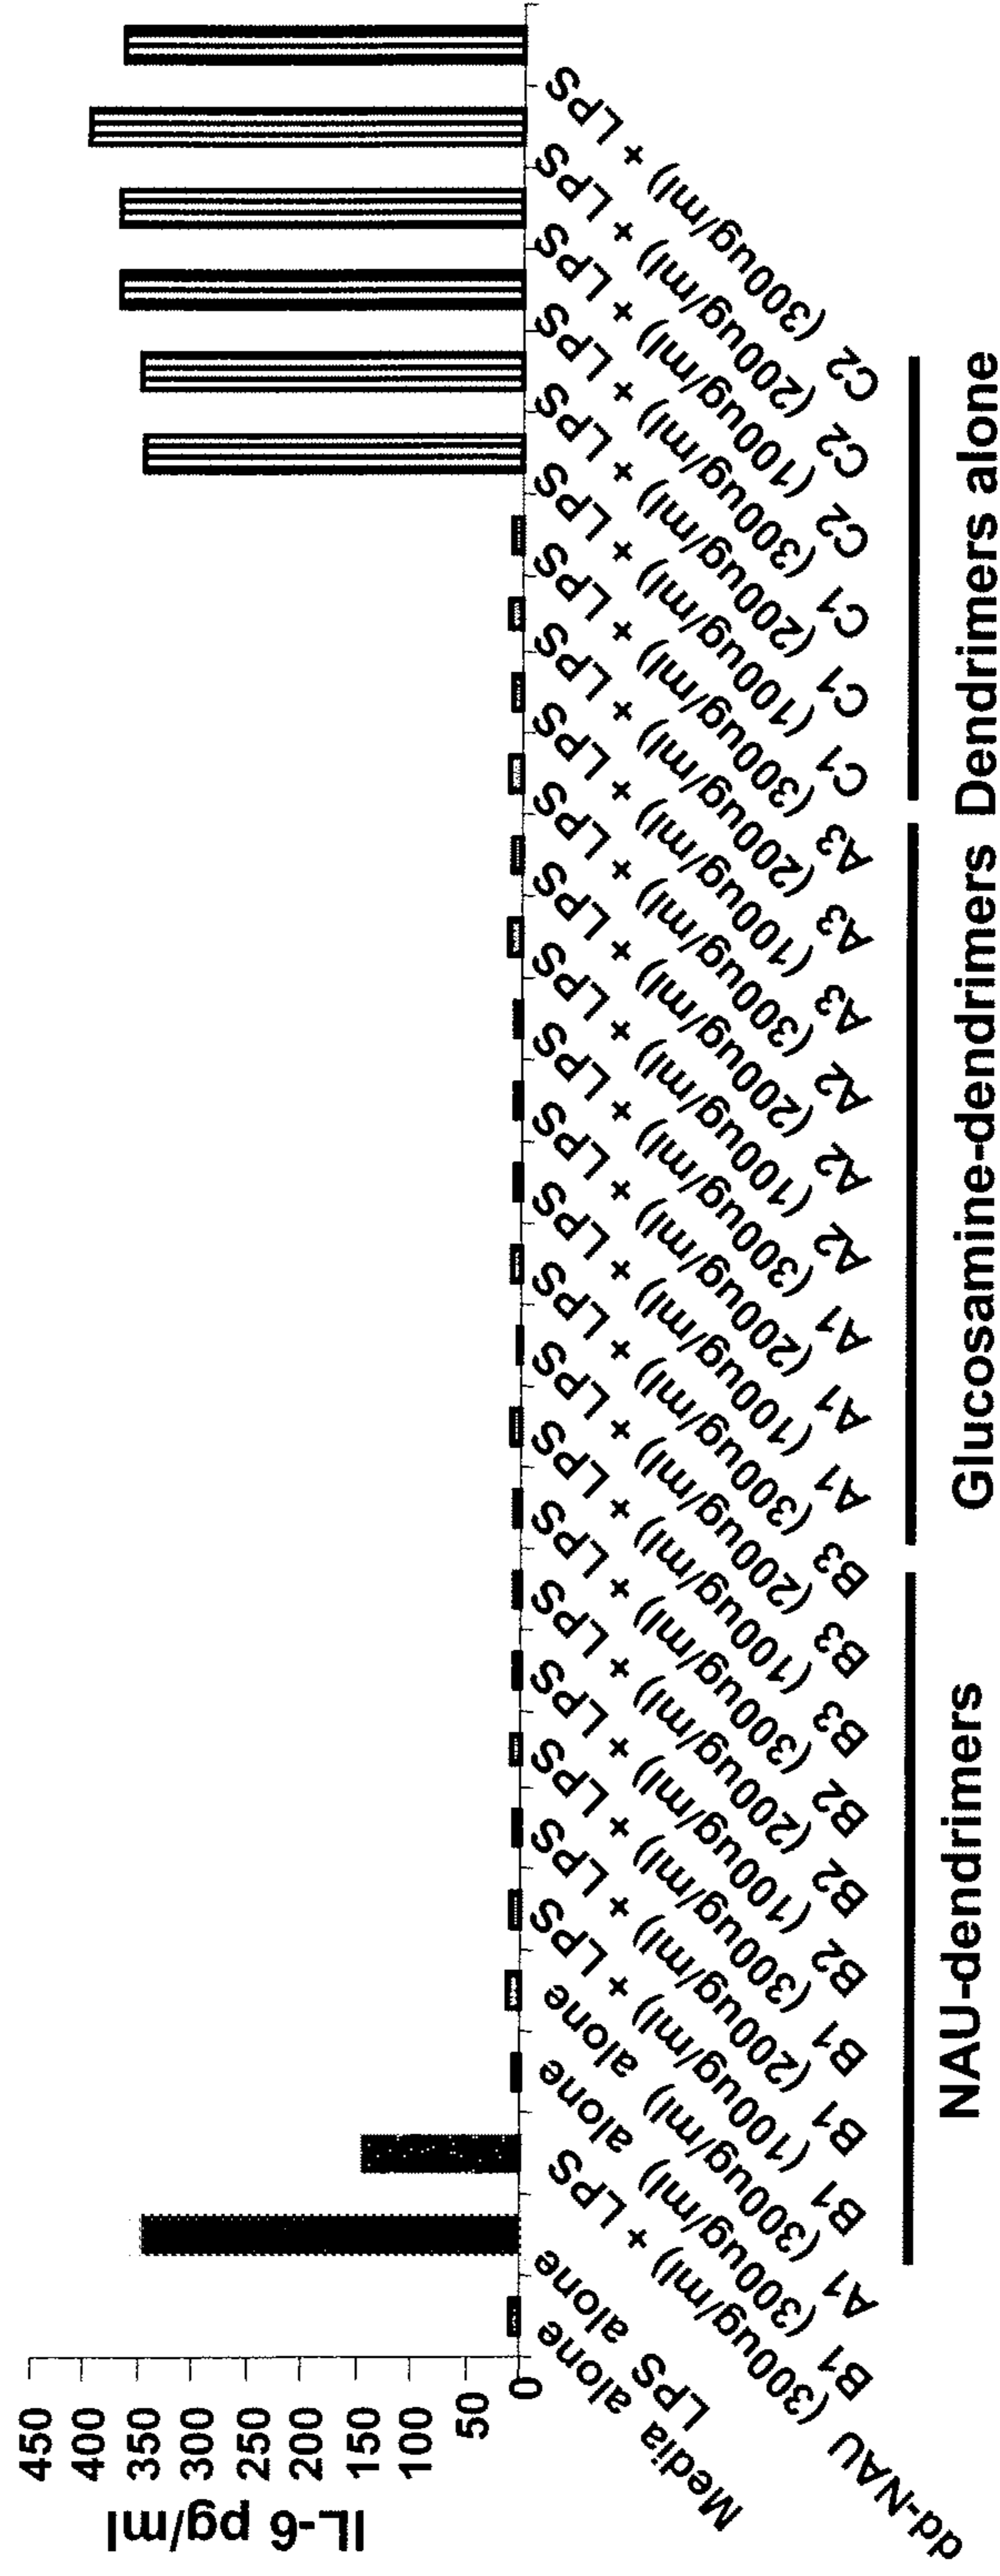 IL-6 pg/ml
450
400
350
300
250
200
150
100
50
0
Media alone
LPS alone
dd-NAU (300ug/ml) + LPS
B1 (300ug/ml) alone
A1 (300ug/ml) alone
B1 (100ug/ml) + LPS
B1 (200ug/ml) + LPS
B1 (300ug/ml) + LPS
B2 (100ug/ml) + LPS
B2 (200ug/ml) + LPS
B2 (300ug/ml) + LPS
B3 (100ug/ml) + LPS
B3 (200ug/ml) + LPS
B3 (300ug/ml) + LPS
A1 (100ug/ml) + LPS
A1 (200ug/ml) + LPS
A1 (300ug/ml) + LPS
A2 (100ug/ml) + LPS
A2 (200ug/ml) + LPS
A2 (300ug/ml) + LPS
A3 (100ug/ml) + LPS
A3 (200ug/ml) + LPS
A3 (300ug/ml) + LPS
C1 (100ug/ml) + LPS
C1 (200ug/ml) + LPS
C1 (300ug/ml) + LPS
C2 (100ug/ml) + LPS
C2 (200ug/ml) + LPS
C2 (300ug/ml) + LPS
NAU-dendrimers
Glucosamine-dendrimers
Dendrimers alone